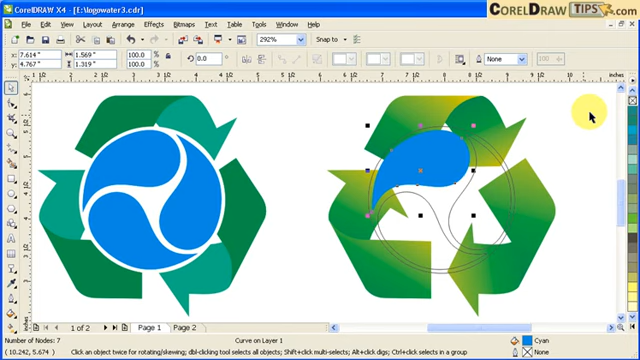 CorelDRAW X4 - [E:\logowater3.cdr]
CORELDRAW TIPS.com
File Edit View Layout Arrange Effects Bitmaps Text Table Tools Window Help
292% Snap to
x: 7.614 " 1.569 " 100.0 0.0 None 100
y: 4.767 " 1.319 " 100.0
inches
1 of 2 Page 1 Page 2
Number of Nodes: 7 Curve on Layer 1 Cyan
(10.242, 5.674) Click an object twice for rotating/skewing; dbl-clicking tool selects all objects; Shift+click multi-selects; Alt+click digs; Ctrl+click selects in a group None